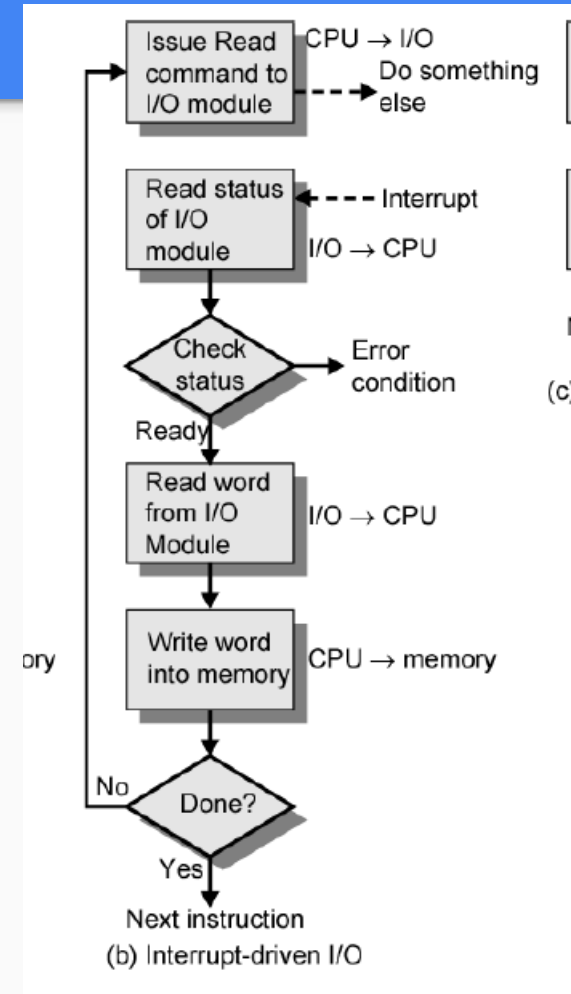 Issue Read
command to
I/O module
CPU → I/O
Do something
else
Read status
of I/O
module
Interrupt
I/O → CPU
Check
status
Error
condition
Ready
Read word
from I/O
Module
I/O → CPU
Write word
into memory
CPU → memory
ory
No
Done?
Yes
Next instruction
(b) Interrupt-driven I/O
(c)